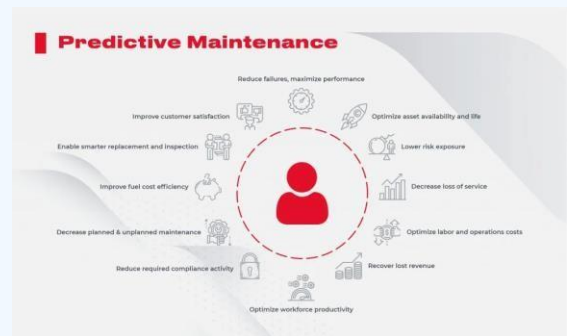 Predictive Maintenance
Reduce failures, maximize performance
Improve customer satisfaction
Optimize asset availability and life
Enable smarter replacement and inspection
Lower risk exposure
Improve fuel cost efficiency
Decrease loss of service
Decrease planned & unplanned maintenance
Optimize labor and operations costs
Reduce required compliance activity
Recover lost revenue
Optimize workforce productivity